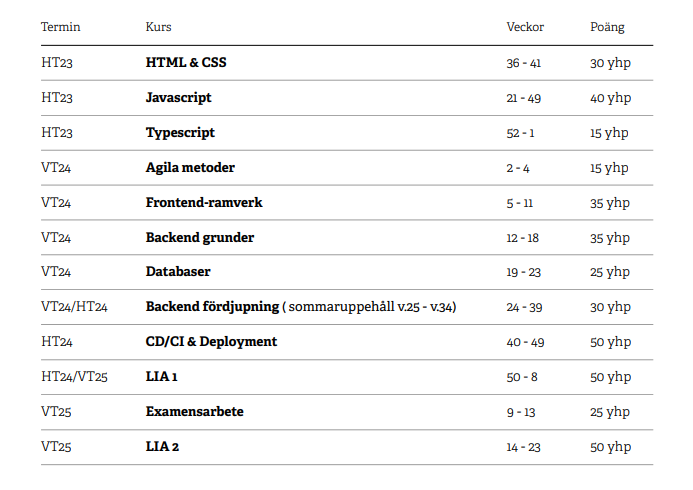 Termin Kurs Veckor Poäng
HT23 HTML & CSS 36 - 41 30 yhp
HT23 Javascript 21 - 49 40 yhp
HT23 Typescript 52 - 1 15 yhp
VT24 Agila metoder 2 - 4 15 yhp
VT24 Frontend-ramverk 5 - 11 35 yhp
VT24 Backend grunder 12 - 18 35 yhp
VT24 Databaser 19 - 23 25 yhp
VT24/HT24 Backend fördjupning ( sommaruppehåll v.25 - v.34) 24 - 39 30 yhp
HT24 CD/CI & Deployment 40 - 49 50 yhp
HT24/VT25 LIA 1 50 - 8 50 yhp
VT25 Examensarbete 9 - 13 25 yhp
VT25 LIA 2 14 - 23 50 yhp